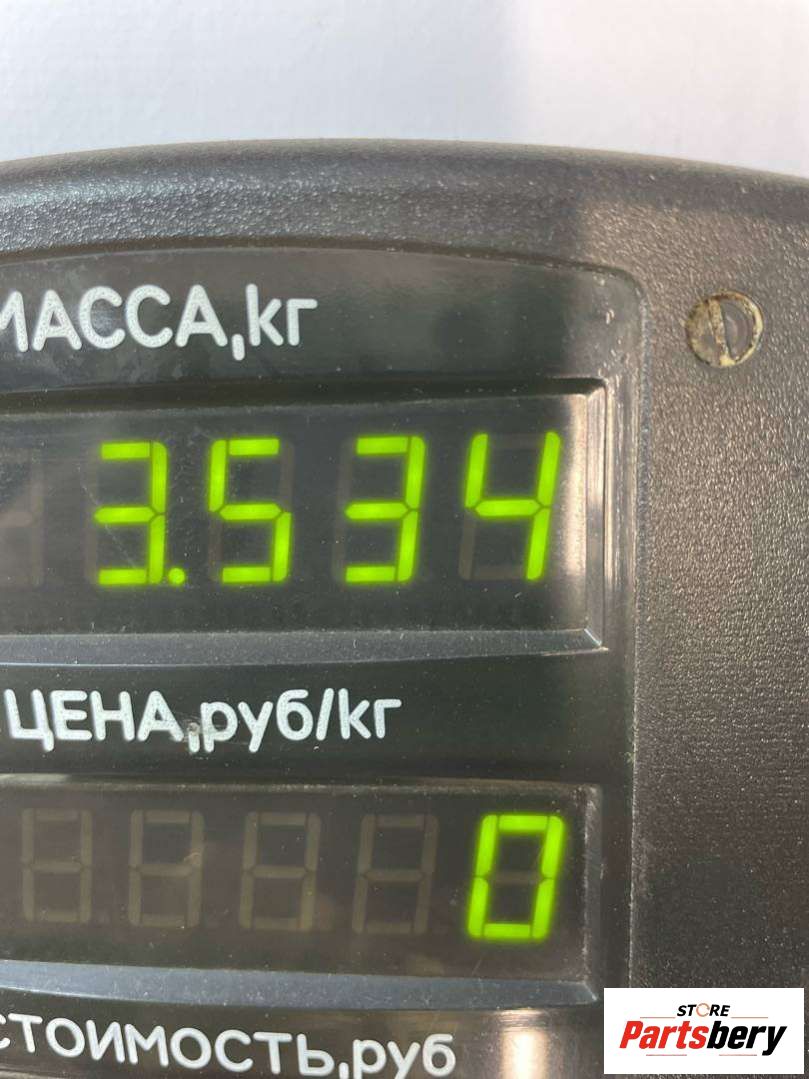 МАССА,кг
3.534
ЦЕНА,руб/кг
0
СТОИМОСТЬ,руб
STORE
Partsbery